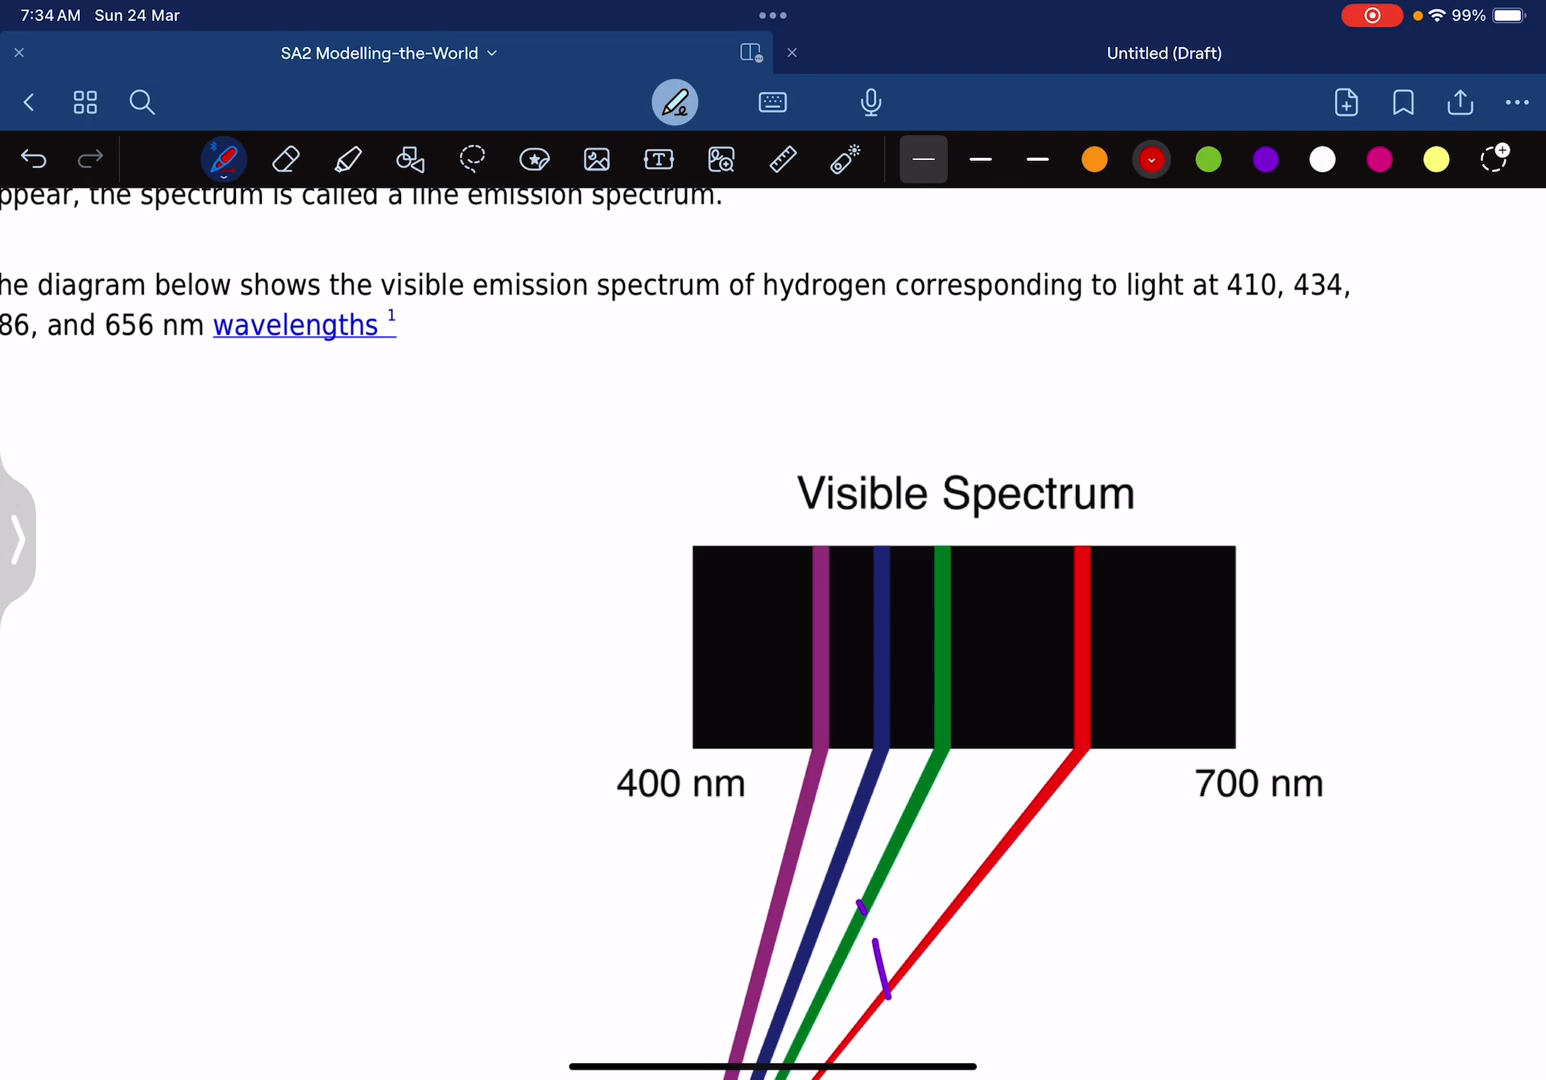 7:34 AM Sun 24 Mar
99%
SA2 Modelling-the-World
Untitled (Draft)
ppear, the spectrum is called a line emission spectrum.
he diagram below shows the visible emission spectrum of hydrogen corresponding to light at 410, 434,
86, and 656 nm wavelengths 1
Visible Spectrum
400 nm
700 nm